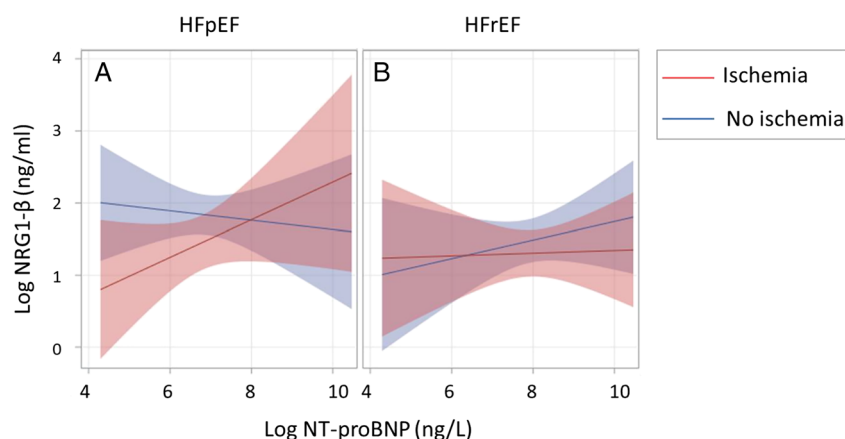 HFpEF HFrEF
A B
Ischemia
No ischemia
Log NRG1-β (ng/ml)
4
3
2
1
0
4 6 8 10 4 6 8 10
Log NT-proBNP (ng/L)